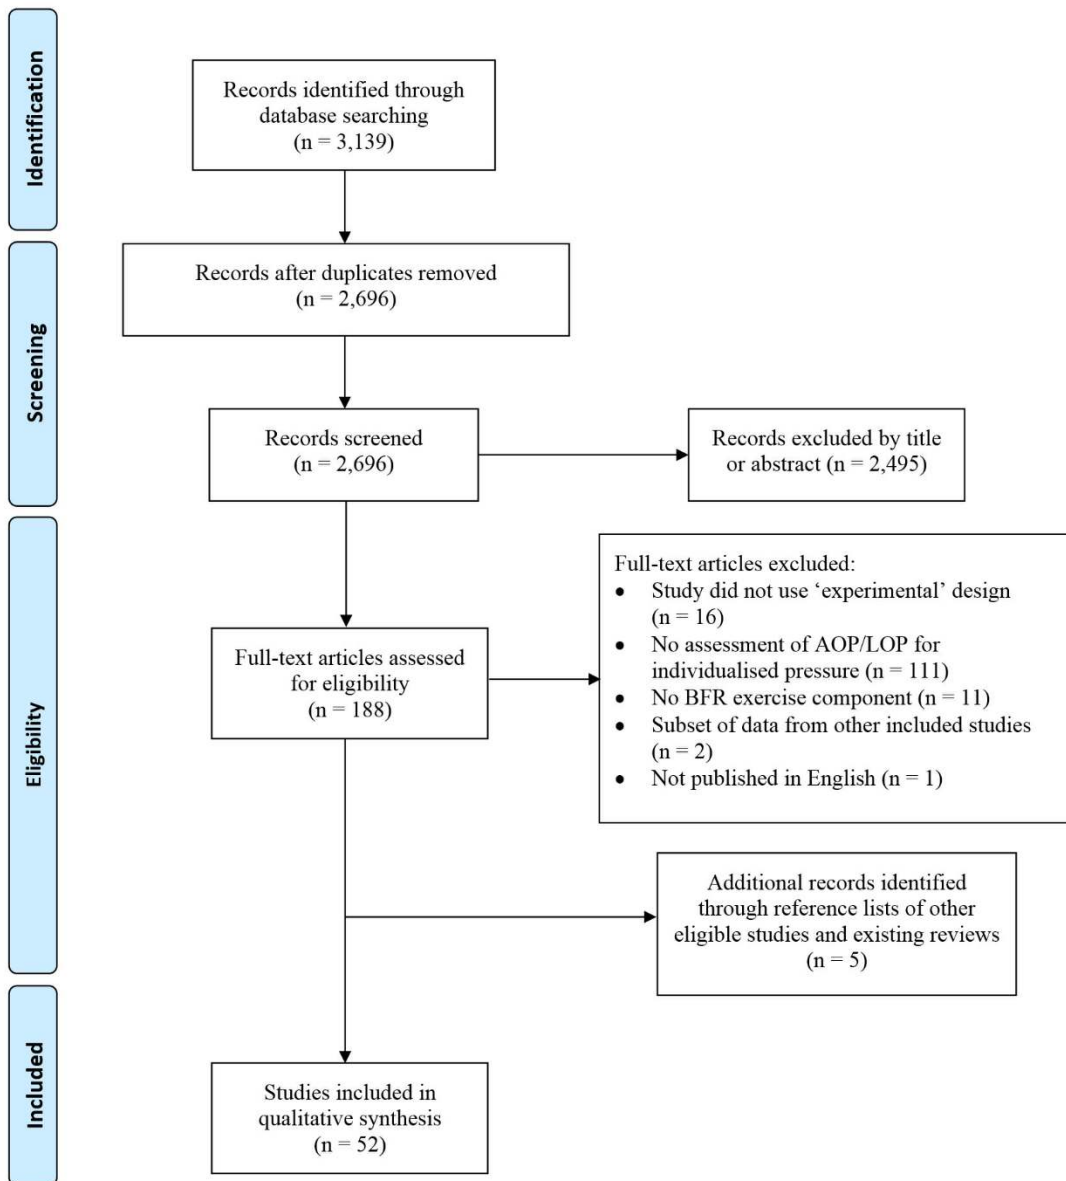 Identification
Records identified through
database searching
(n = 3,139)
Screening
Records after duplicates removed
(n = 2,696)
Records screened
(n = 2,696)
Records excluded by title
or abstract (n = 2,495)
Eligibility
Full-text articles assessed
for eligibility
(n = 188)
Full-text articles excluded:
• Study did not use ‘experimental’ design
(n = 16)
• No assessment of AOP/LOP for
individualised pressure (n = 111)
• No BFR exercise component (n = 11)
• Subset of data from other included studies
(n = 2)
• Not published in English (n = 1)
Additional records identified
through reference lists of other
eligible studies and existing reviews
(n = 5)
Included
Studies included in
qualitative synthesis
(n = 52)